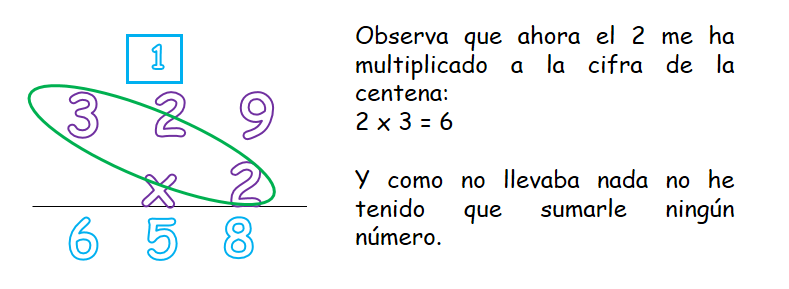 1
3 2 9
x 2
6 5 8
Observa que ahora el 2 me ha
multiplicado a la cifra de la
centena:
2 x 3 = 6
Y como no llevaba nada no he
tenido que sumarle ningún
número.